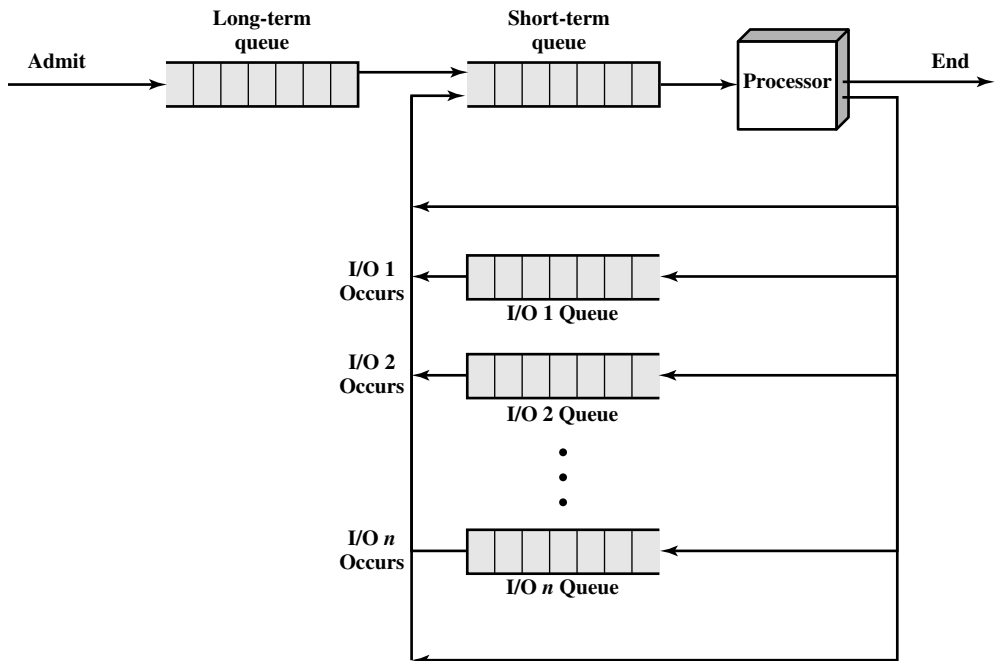 Long-term
queue
Short-term
queue
Admit
Processor
End
I/O 1
Occurs
I/O 1 Queue
I/O 2
Occurs
I/O 2 Queue
I/O n
Occurs
I/O n Queue